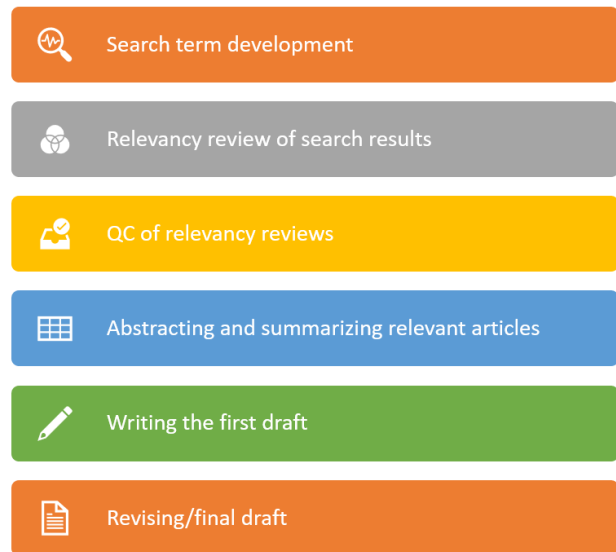 Search term development
Relevancy review of search results
QC of relevancy reviews
Abstracting and summarizing relevant articles
Writing the first draft
Revising/final draft